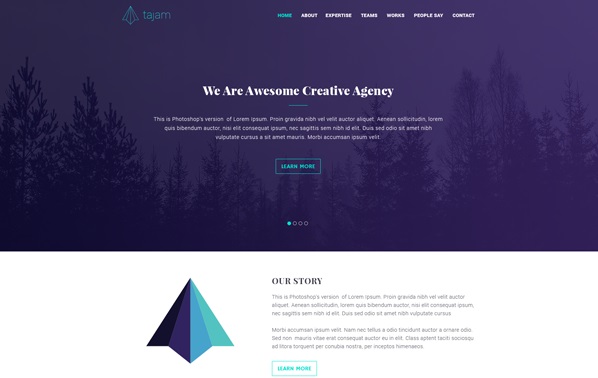 tajam
HOME ABOUT EXPERTISE TEAMS WORKS PEOPLE SAY CONTACT
We Are Awesome Creative Agency
This is Photoshop's version of Lorem Ipsum. Proin gravida nibh vel velit auctor aliquet. Aenean sollicitudin, lorem
quis bibendum auctor, nisi elit consequat ipsum, nec sagittis sem nibh id elit. Duis sed odio sit amet nibh
vulputate cursus a sit amet mauris. Morbi accumsan ipsum velit.
LEARN MORE
OUR STORY
This is Photoshop's version of Lorem Ipsum. Proin gravida nibh vel velit auctor
aliquet. Aenean sollicitudin, lorem quis bibendum auctor, nisi elit consequat ipsum,
nec sagittis sem nibh id elit. Duis sed odio sit amet nibh vulputate cursus
Morbi accumsan ipsum velit. Nam nec tellus a odio tincidunt auctor a ornare odio.
Sed non mauris vitae erat consequat auctor eu in elit. Class aptent taciti sociosqu
ad litora torquent per conubia nostra, per inceptos himenaeos
LEARN MORE